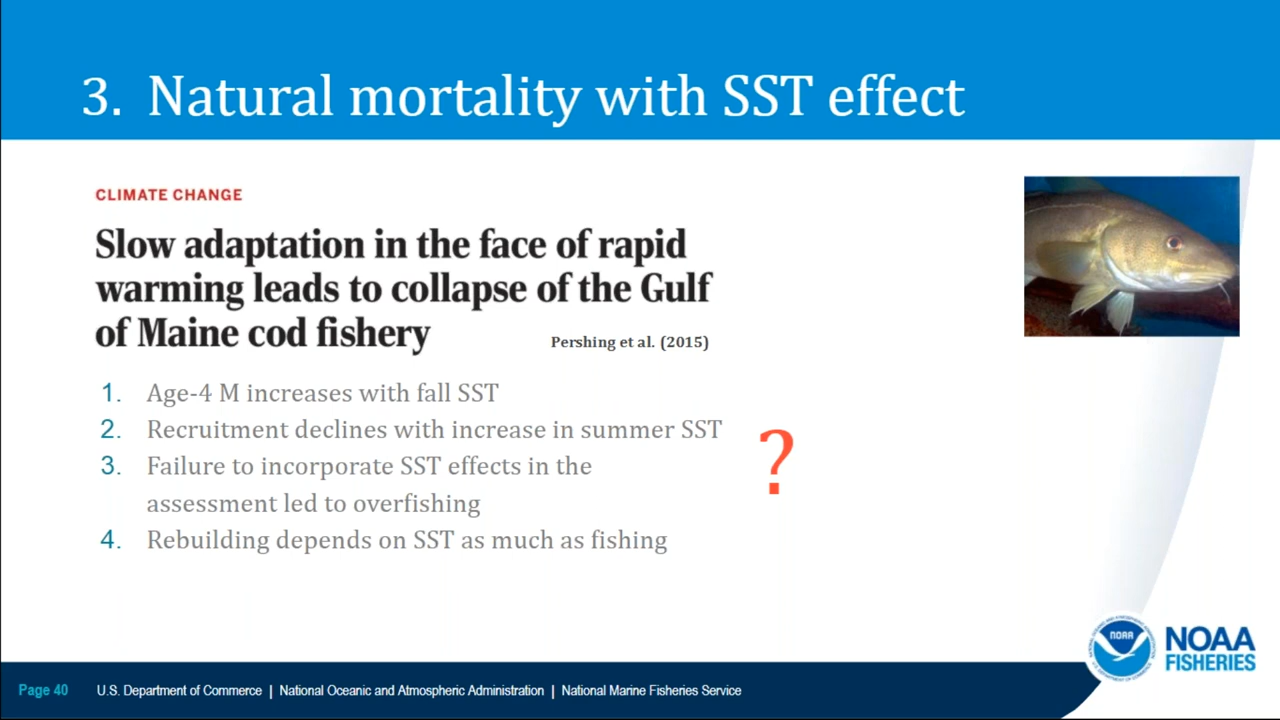 3. Natural mortality with SST effect
CLIMATE CHANGE
Slow adaptation in the face of rapid
warming leads to collapse of the Gulf
of Maine cod fishery
Pershing et al. (2015)
1. Age-4 M increases with fall SST
2. Recruitment declines with increase in summer SST
3. Failure to incorporate SST effects in the
assessment led to overfishing
4. Rebuilding depends on SST as much as fishing
?
NOAA
NOAA
FISHERIES
Page 40 U.S. Department of Commerce | National Oceanic and Atmospheric Administration | National Marine Fisheries Service